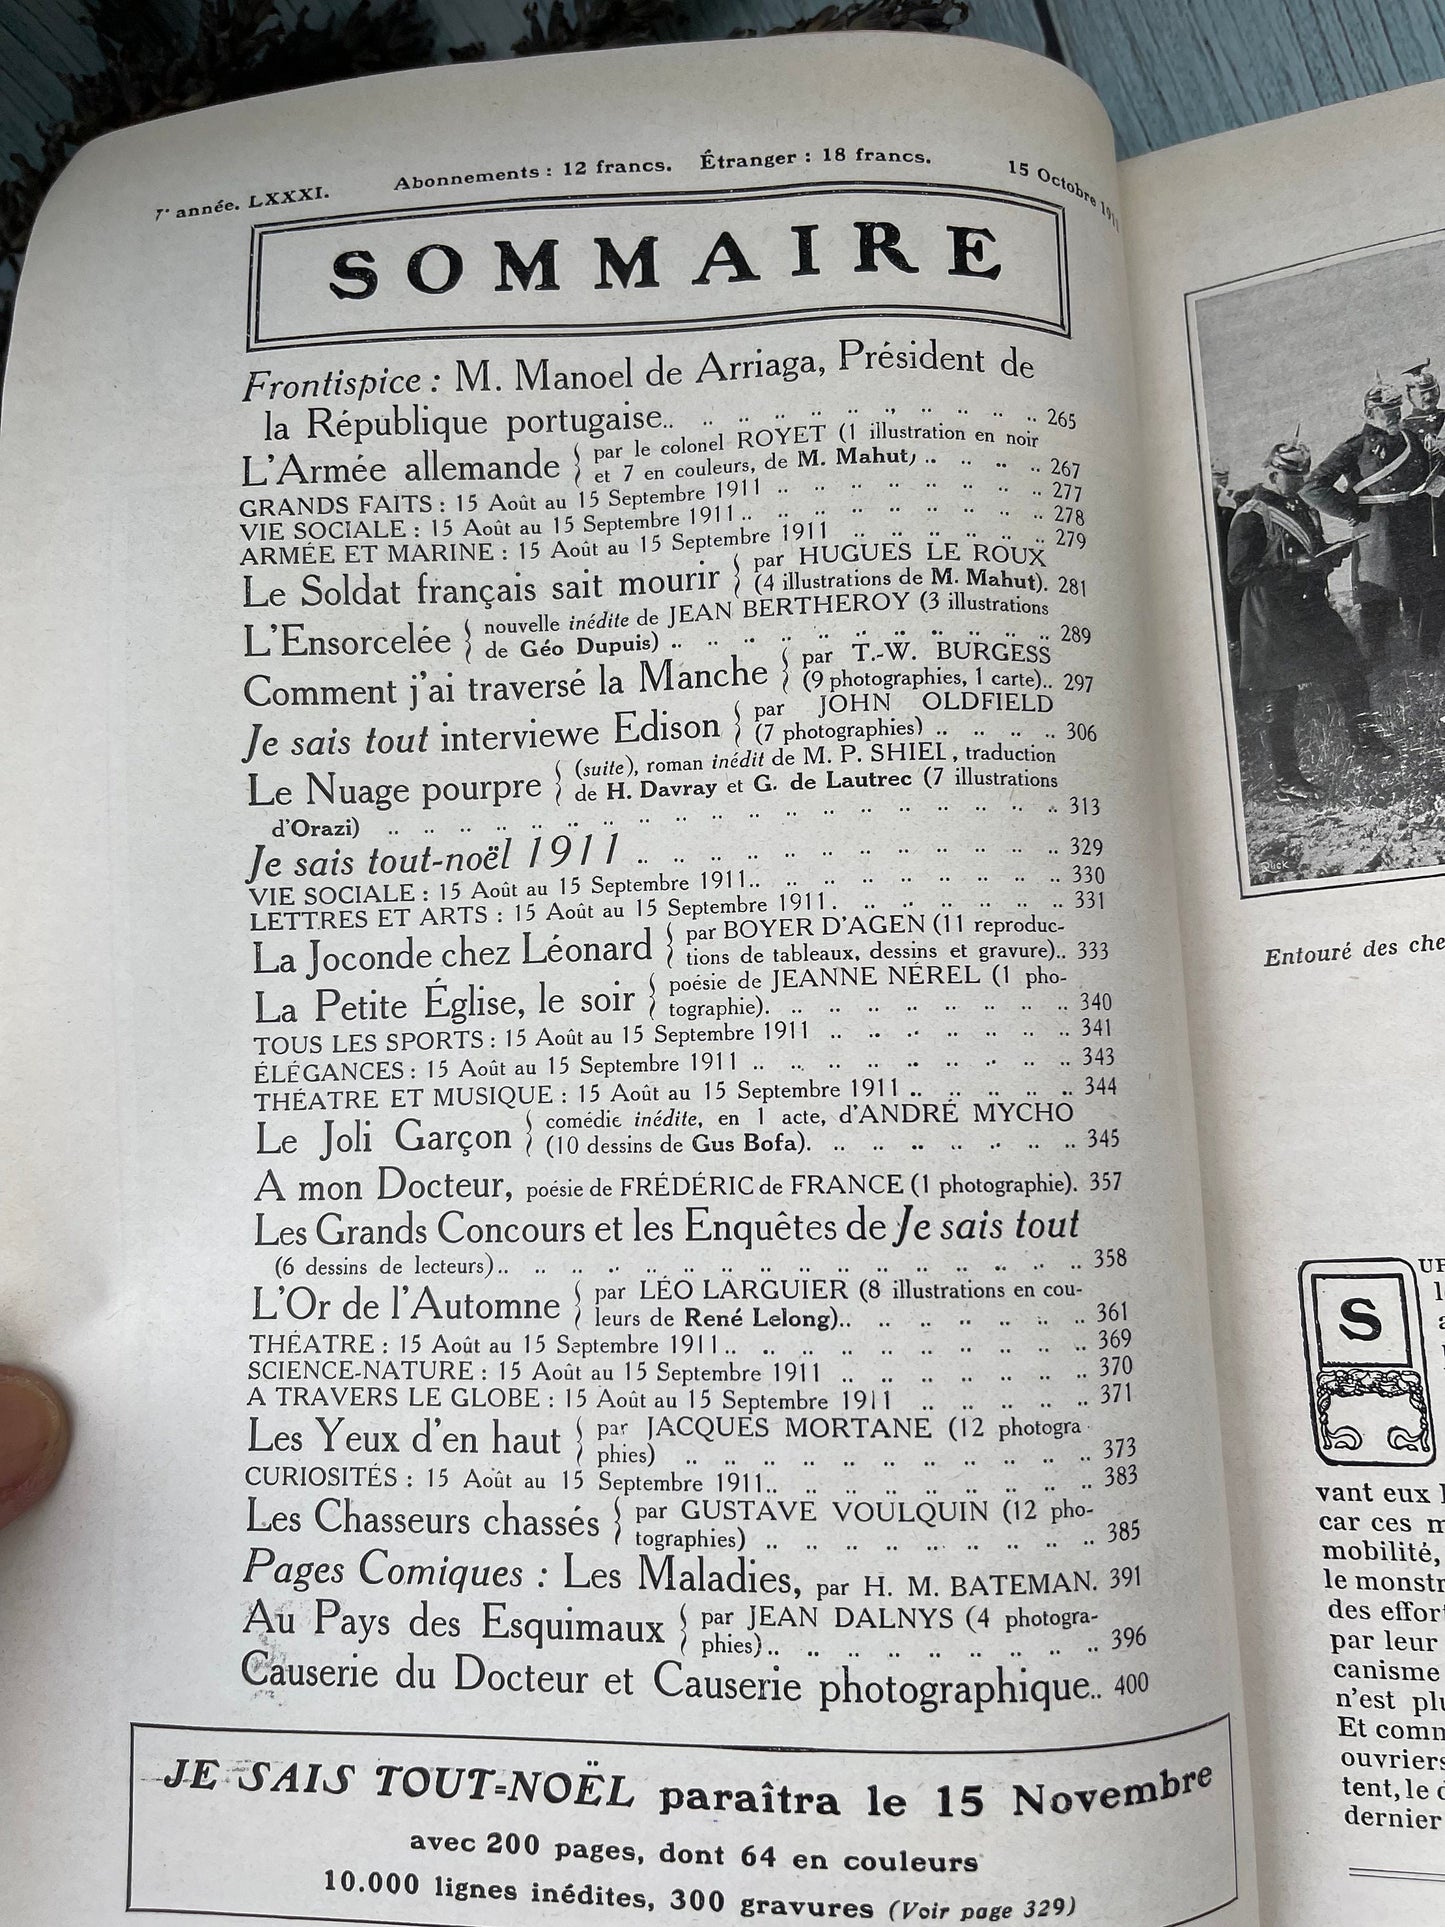 7e année. LXXXI.
Abonnements : 12 francs. Étranger : 18 francs.
15 Octobre 1911
SOMMAIRE
Frontispice : M. Manoel de Arriaga, Président de
la République portugaise.. .. .. .. .. .. .. .. .. .. .. 265
L'Armée allemande { par le colonel ROYET (1 illustration en noir
et 7 en couleurs, de M. Mahut) .. .. .. .. 267
GRANDS FAITS : 15 Août au 15 Septembre 1911 .. .. .. .. .. .. .. .. 277
VIE SOCIALE : 15 Août au 15 Septembre 1911 .. .. .. .. .. .. .. .. .. 278
ARMÉE ET MARINE : 15 Août au 15 Septembre 1911 .. .. .. .. .. .. 279
Le Soldat français sait mourir { par HUGUES LE ROUX
(4 illustrations de M. Mahut). 281
L'Ensorcelée { nouvelle inédite de JEAN BERTHEROY (3 illustrations
de Géo Dupuis) .. .. .. .. .. .. .. .. .. .. .. 289
Comment j'ai traversé la Manche { par T.-W. BURGESS
(9 photographies, 1 carte).. 297
Je sais tout interviewe Edison { par JOHN OLDFIELD
(7 photographies) .. .. .. .. 306
Le Nuage pourpre { (suite), roman inédit de M. P. SHIEL, traduction
de H. Davray et G. de Lautrec (7 illustrations
d'Orazi) .. .. .. .. .. .. .. .. .. .. .. .. .. .. .. .. .. .. .. 313
Je sais tout-noël 1911 .. .. .. .. .. .. .. .. .. .. .. .. 329
VIE SOCIALE : 15 Août au 15 Septembre 1911.. .. .. .. .. .. .. .. .. 330
LETTRES ET ARTS : 15 Août au 15 Septembre 1911. .. .. .. .. .. .. 331
La Joconde chez Léonard { par BOYER D'AGEN (11 reproduc-
tions de tableaux, dessins et gravure).. 333
La Petite Église, le soir { poésie de JEANNE NÉREL (1 pho-
tographie). .. .. .. .. .. .. .. .. 340
TOUS LES SPORTS : 15 Août au 15 Septembre 1911 .. .. .. .. .. .. .. 341
ÉLÉGANCES : 15 Août au 15 Septembre 1911 .. .. .. .. .. .. .. .. .. 343
THÉATRE ET MUSIQUE : 15 Août au 15 Septembre 1911 .. .. .. .. .. 344
Le Joli Garçon { comédie inédite, en 1 acte, d'ANDRÉ MYCHO
(10 dessins de Gus Bofa). .. .. .. .. .. .. .. 345
A mon Docteur, poésie de FRÉDÉRIC de FRANCE (1 photographie). 357
Les Grands Concours et les Enquêtes de Je sais tout
(6 dessins de lecteurs).. .. .. .. .. .. .. .. .. .. .. .. .. .. .. .. 358
L'Or de l'Automne { par LÉO LARGUIER (8 illustrations en cou-
leurs de René Lelong).. .. .. .. .. .. .. 361
THÉATRE : 15 Août au 15 Septembre 1911.. .. .. .. .. .. .. .. .. .. 369
SCIENCE-NATURE : 15 Août au 15 Septembre 1911 .. .. .. .. .. .. .. 370
A TRAVERS LE GLOBE : 15 Août au 15 Septembre 1911 .. .. .. .. .. 371
Les Yeux d'en haut { par JACQUES MORTANE (12 photogra-
phies) .. .. .. .. .. .. .. .. .. .. .. 373
CURIOSITÉS : 15 Août au 15 Septembre 1911.. .. .. .. .. .. .. .. .. 383
Les Chasseurs chassés { par GUSTAVE VOULQUIN (12 pho-
tographies) .. .. .. .. .. .. .. .. .. 385
Pages Comiques : Les Maladies, par H. M. BATEMAN. 391
Au Pays des Esquimaux { par JEAN DALNYS (4 photogra-
phies).. .. .. .. .. .. .. .. .. 396
Causerie du Docteur et Causerie photographique.. 400
JE SAIS TOUT=NOËL paraîtra le 15 Novembre
avec 200 pages, dont 64 en couleurs
10.000 lignes inédites, 300 gravures (Voir page 329)
Entouré des
S
vant eux
car ces
mobilité,
le
des
par leur
canisme
n'est
Et
ouvriers
tent, le
dernier